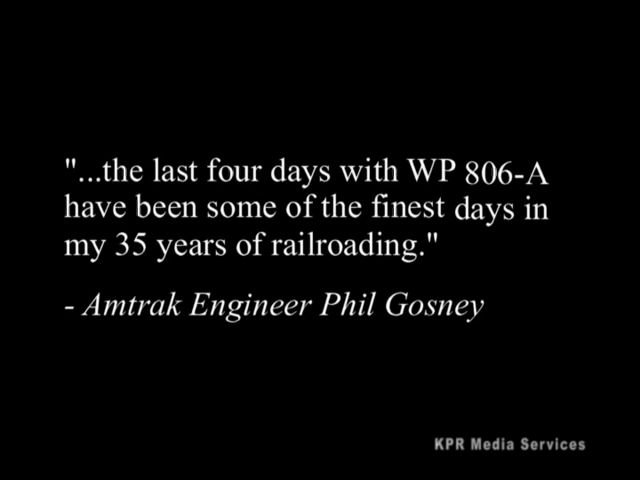 "...the last four days with WP 806-A
have been some of the finest days in
my 35 years of railroading."
- Amtrak Engineer Phil Gosney
KPR Media Services